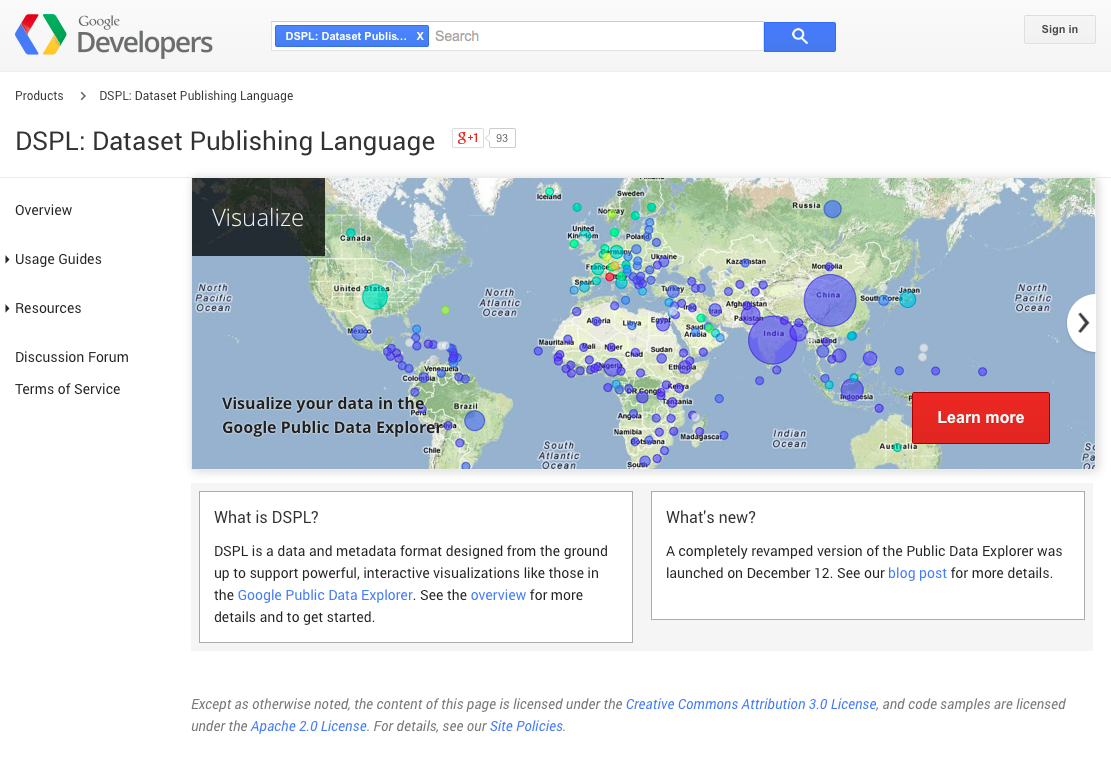 Google
Developers
DSPL: Dataset Publis... X Search
Sign in
Products > DSPL: Dataset Publishing Language
DSPL: Dataset Publishing Language
g+1 93
Overview
Usage Guides
Resources
Discussion Forum
Terms of Service
Visualize
Iceland
Sweden
Norway
Russia
Canada
United
Kingdom
Poland
Germany
Ukraine
France
Kazakhstan
Mongolia
Spain
North
Pacific
Ocean
United States
North
Atlantic
Ocean
Turkey
China
Japan
South Korea
North
Pacific
Ocean
Afghanistan
Iraq
Iran
Pakistan
Mexico
Algeria
Libya
Egypt
Saudi
Arabia
India
Mauritania
Mali
Niger
Chad
Sudan
Thailand
Venezuela
Nigeria
Ethiopia
Colombia
Kenya
DR Congo
Tanzania
Indonesia
Visualize your data in the
Google Public Data Explorer
Peru
Brazil
Bolivia
Angola
Namibia
Botswana
Madagascar
Chile
South
Atlantic
Ocean
Indian
Ocean
Australia
South
Learn more
What is DSPL?
DSPL is a data and metadata format designed from the ground
up to support powerful, interactive visualizations like those in
the Google Public Data Explorer. See the overview for more
details and to get started.
What's new?
A completely revamped version of the Public Data Explorer was
launched on December 12. See our blog post for more details.
Except as otherwise noted, the content of this page is licensed under the Creative Commons Attribution 3.0 License, and code samples are licensed
under the Apache 2.0 License. For details, see our Site Policies.